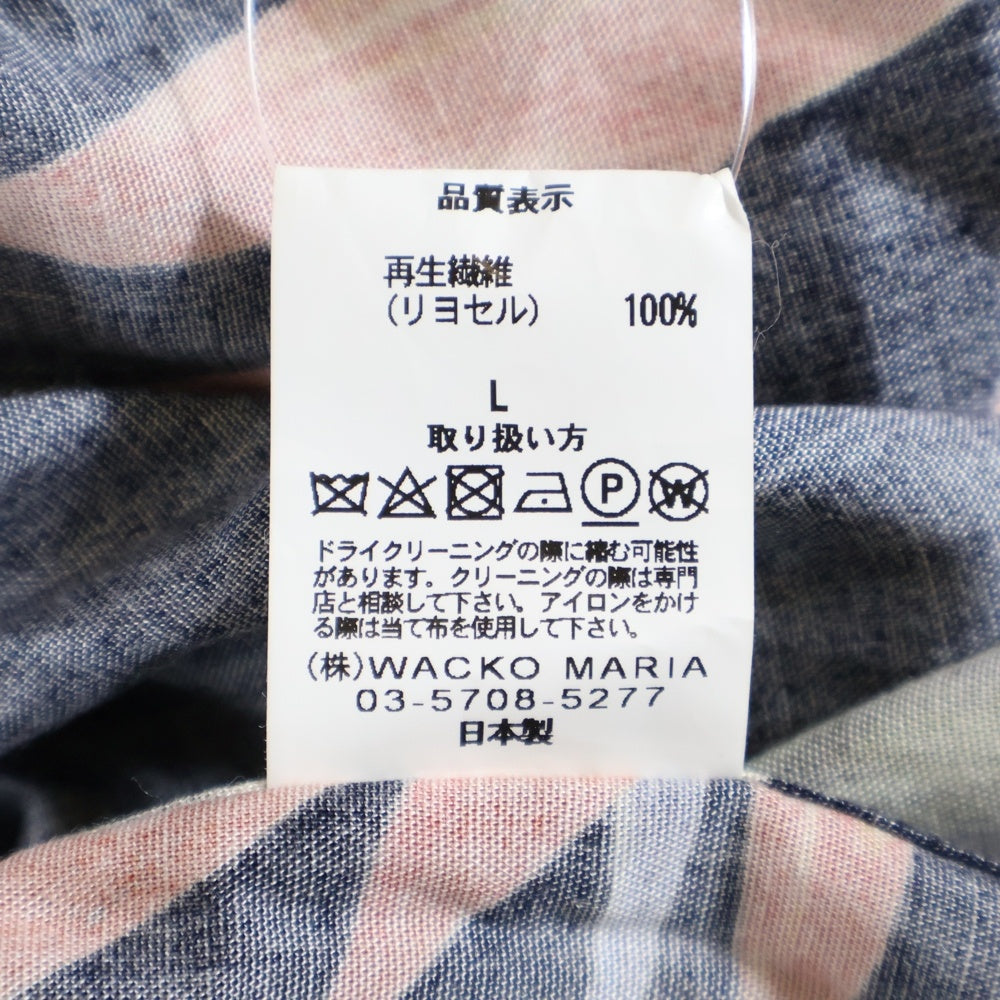 品質表示
再生繊維
(リヨセル) 100%
L
取り扱い方
P W
ドライクリーニングの際に縮む可能性
があります。クリーニングの際は専門
店と相談して下さい。アイロンをかけ
る際は当て布を使用して下さい。
(株)WACKO MARIA
03-5708-5277
日本製